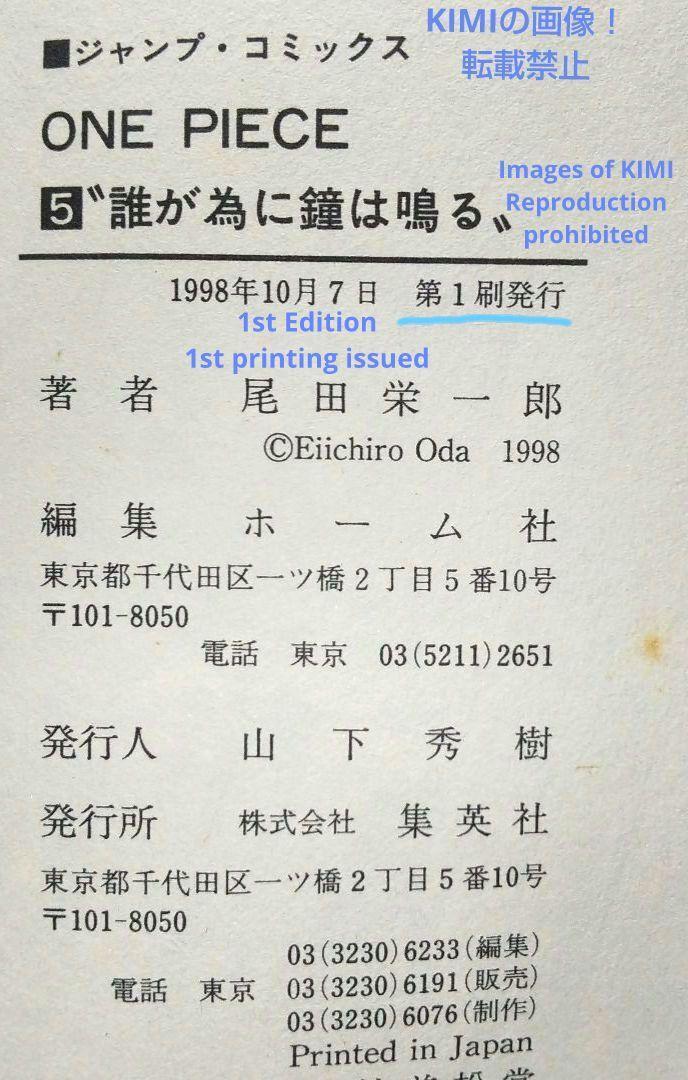 KIMIの画像！
転載禁止
■ジャンプ・コミックス
ONE PIECE
Images of KIMI
Reproduction
prohibited
5〝誰が為に鐘は鳴る〟
1998年10月7日 第1刷発行
1st Edition
1st printing issued
著者 尾田栄一郎
©Eiichiro Oda 1998
編集 ホーム社
東京都千代田区一ツ橋2丁目5番10号
〒101-8050
電話 東京 03(5211)2651
発行人 山下秀樹
発行所 株式会社 集英社
東京都千代田区一ツ橋2丁目5番10号
〒101-8050
03(3230)6233(編集)
電話 東京 03(3230)6191(販売)
03(3230)6076(制作)
Printed in Japan